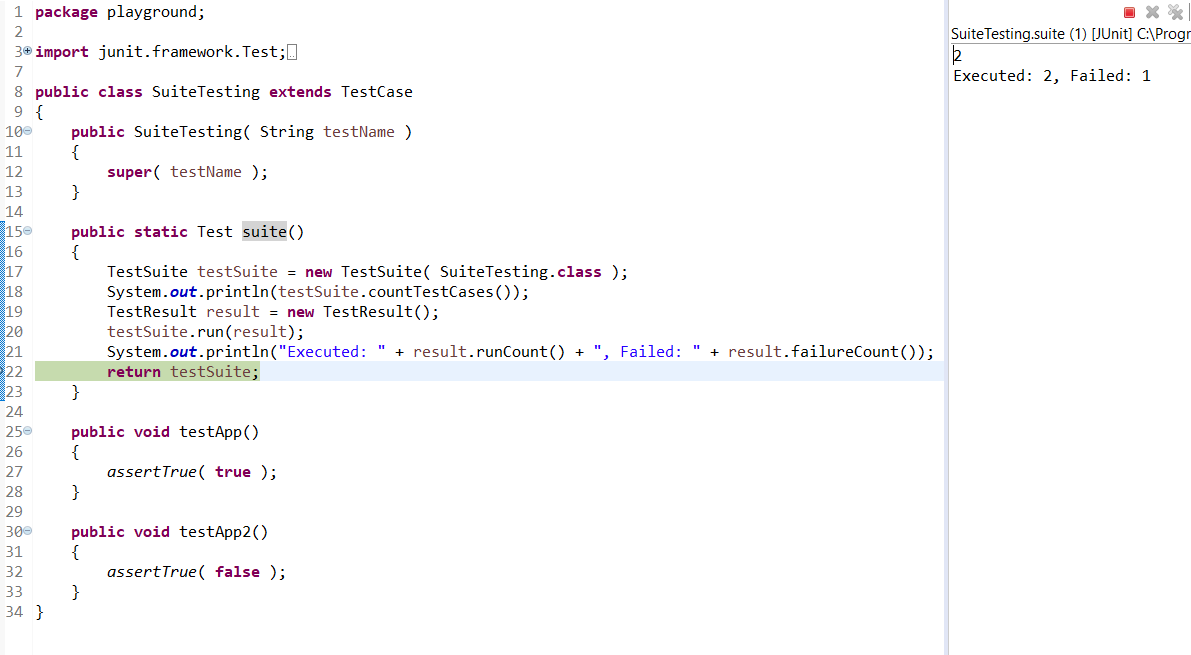 1 package playground;
2
3 import junit.framework.Test;
7
8 public class SuiteTesting extends TestCase
9 {
10     public SuiteTesting( String testName )
11     {
12         super( testName );
13     }
14
15     public static Test suite()
16     {
17         TestSuite testSuite = new TestSuite( SuiteTesting.class );
18         System.out.println(testSuite.countTestCases());
19         TestResult result = new TestResult();
20         testSuite.run(result);
21         System.out.println("Executed: " + result.runCount() + ", Failed: " + result.failureCount());
22         return testSuite;
23     }
24
25     public void testApp()
26     {
27         assertTrue( true );
28     }
29
30     public void testApp2()
31     {
32         assertTrue( false );
33     }
34 }
SuiteTesting.suite (1) [JUnit] C:\Progr
2
Executed: 2, Failed: 1